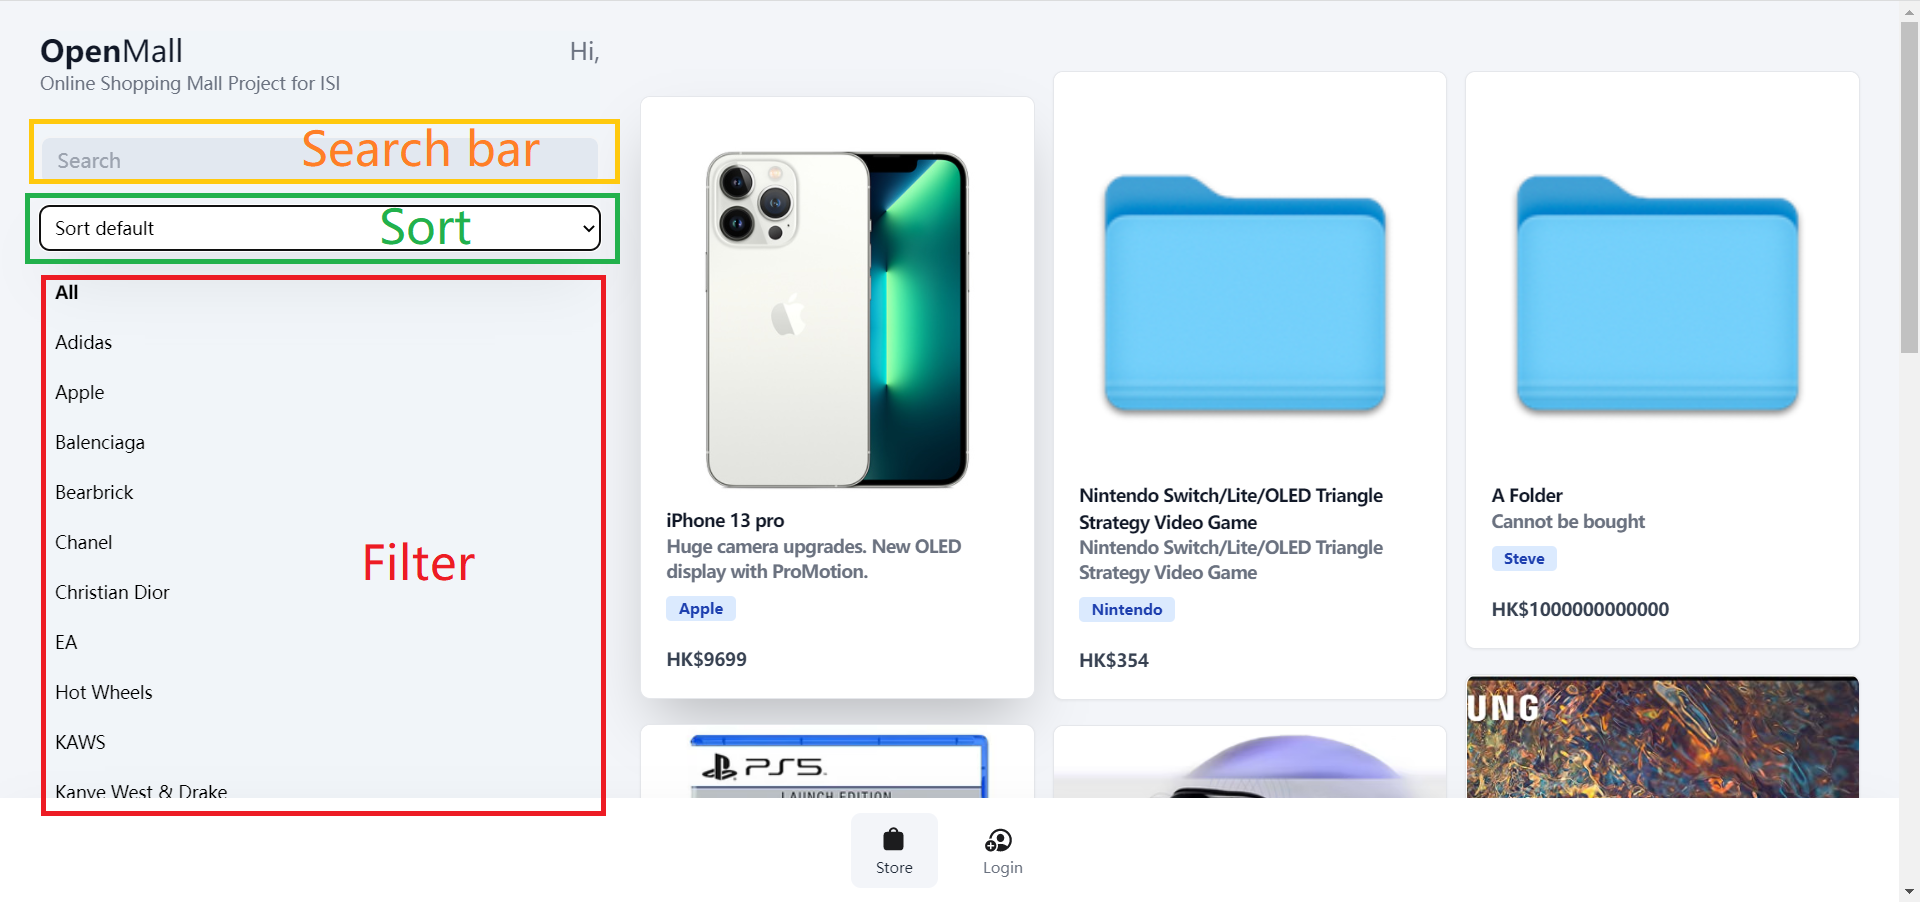 OpenMall
Hi,
Online Shopping Mall Project for ISI
Search
Search bar
Sort default
Sort
All
Adidas
Apple
Balenciaga
Bearbrick
Chanel
Christian Dior
EA
Hot Wheels
KAWS
Kanye West & Drake
Filter
iPhone 13 pro
Huge camera upgrades. New OLED
display with ProMotion.
Apple
HK$9699
Nintendo Switch/Lite/OLED Triangle
Strategy Video Game
Nintendo Switch/Lite/OLED Triangle
Strategy Video Game
Nintendo
HK$354
A Folder
Cannot be bought
Steve
HK$1000000000000
PS5
LAUNCH EDITION
UNG
Store
Login